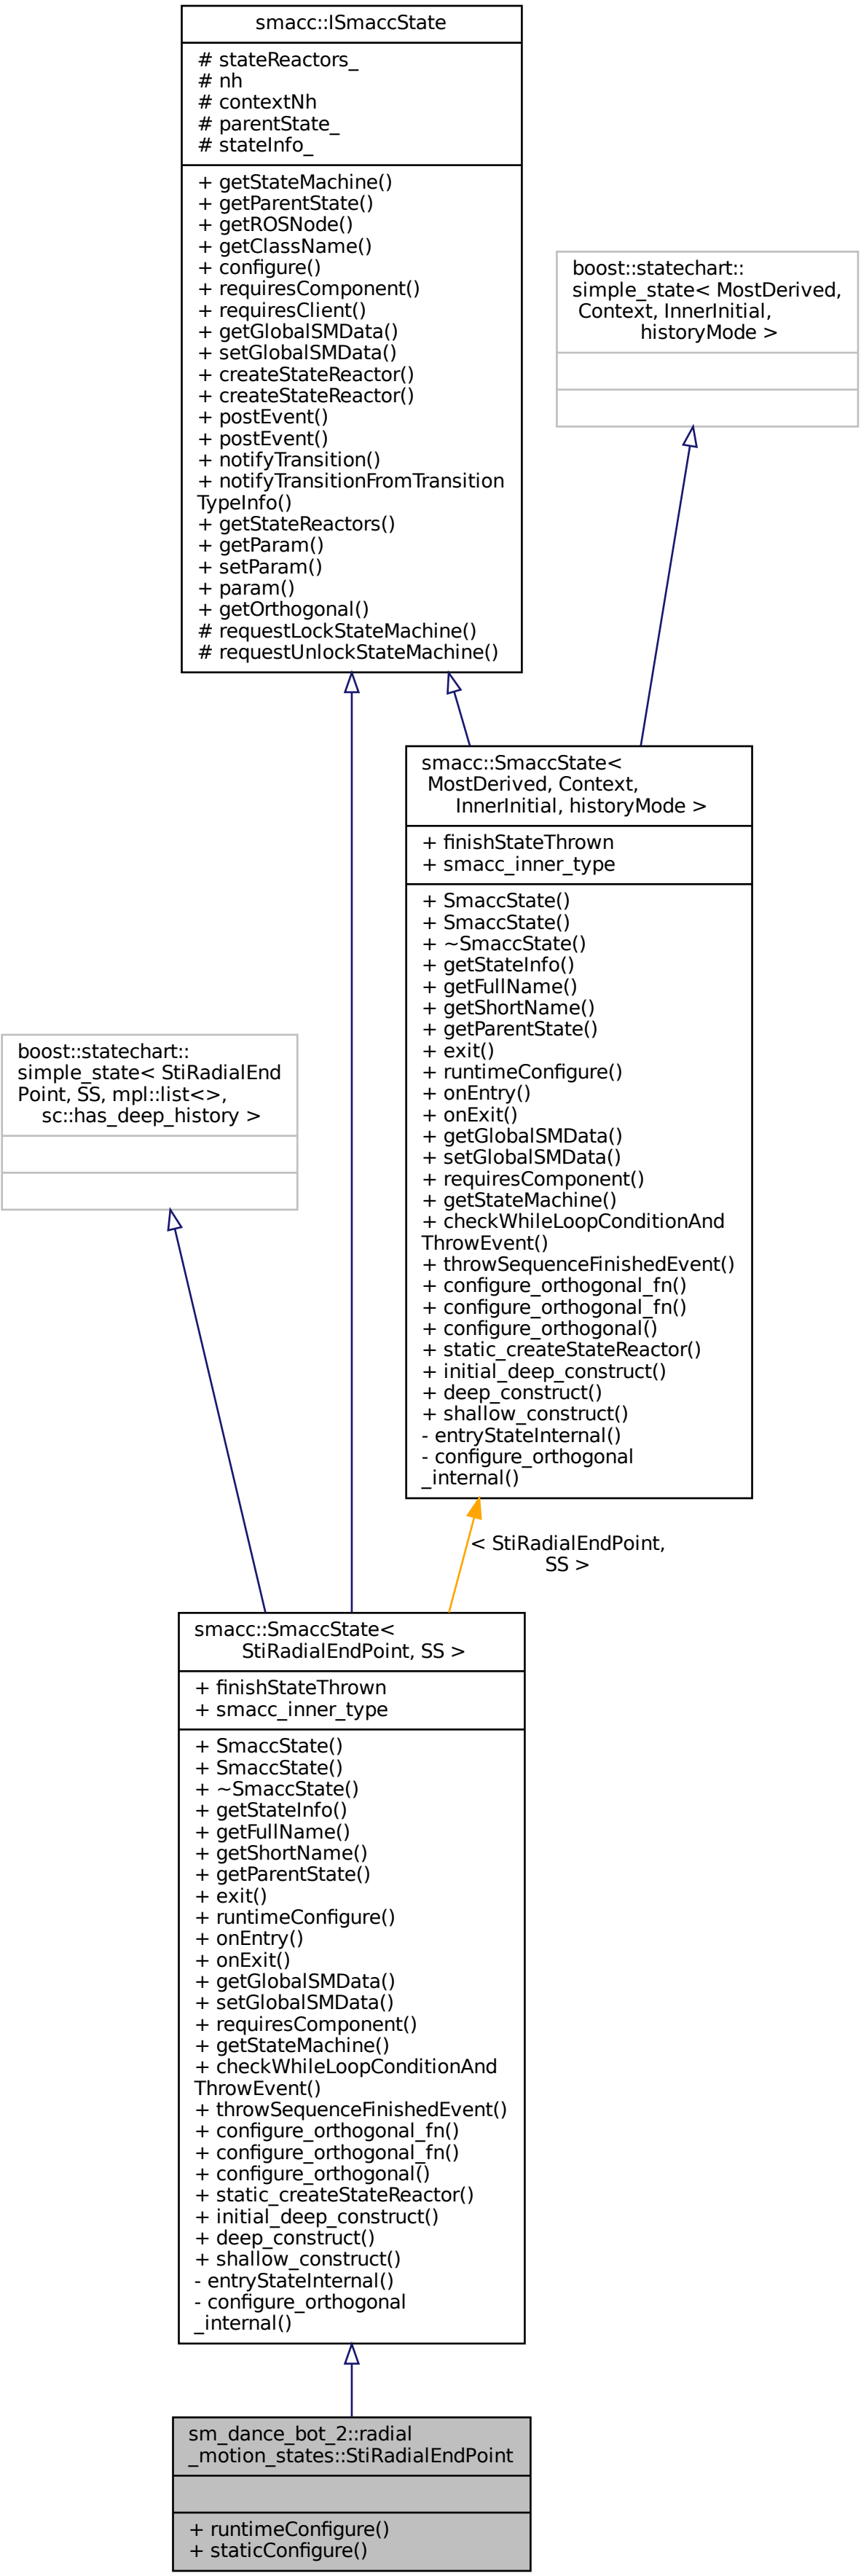 smacc::ISmaccState
# stateReactors_
# nh
# contextNh
# parentState_
# stateInfo_
+ getStateMachine()
+ getParentState()
+ getROSNode()
+ getClassName()
+ configure()
+ requiresComponent()
+ requiresClient()
+ getGlobalSMData()
+ setGlobalSMData()
+ createStateReactor()
+ createStateReactor()
+ postEvent()
+ postEvent()
+ notifyTransition()
+ notifyTransitionFromTransition
TypeInfo()
+ getStateReactors()
+ getParam()
+ setParam()
+ param()
+ getOrthogonal()
# requestLockStateMachine()
# requestUnlockStateMachine()
boost::statechart::
simple_state< MostDerived,
Context, InnerInitial,
historyMode >
smacc::SmaccState<
MostDerived, Context,
InnerInitial, historyMode >
+ finishStateThrown
+ smacc_inner_type
+ SmaccState()
+ SmaccState()
+ ~SmaccState()
+ getStateInfo()
+ getFullName()
+ getShortName()
+ getParentState()
+ exit()
+ runtimeConfigure()
+ onEntry()
+ onExit()
+ getGlobalSMData()
+ setGlobalSMData()
+ requiresComponent()
+ getStateMachine()
+ checkWhileLoopConditionAnd
ThrowEvent()
+ throwSequenceFinishedEvent()
+ configure_orthogonal_fn()
+ configure_orthogonal_fn()
+ configure_orthogonal()
+ static_createStateReactor()
+ initial_deep_construct()
+ deep_construct()
+ shallow_construct()
- entryStateInternal()
- configure_orthogonal
_internal()
boost::statechart::
simple_state< StiRadialEnd
Point, SS, mpl::list<>,
sc::has_deep_history >
< StiRadialEndPoint,
SS >
smacc::SmaccState<
StiRadialEndPoint, SS >
+ finishStateThrown
+ smacc_inner_type
+ SmaccState()
+ SmaccState()
+ ~SmaccState()
+ getStateInfo()
+ getFullName()
+ getShortName()
+ getParentState()
+ exit()
+ runtimeConfigure()
+ onEntry()
+ onExit()
+ getGlobalSMData()
+ setGlobalSMData()
+ requiresComponent()
+ getStateMachine()
+ checkWhileLoopConditionAnd
ThrowEvent()
+ throwSequenceFinishedEvent()
+ configure_orthogonal_fn()
+ configure_orthogonal_fn()
+ configure_orthogonal()
+ static_createStateReactor()
+ initial_deep_construct()
+ deep_construct()
+ shallow_construct()
- entryStateInternal()
- configure_orthogonal
_internal()
sm_dance_bot_2::radial
_motion_states::StiRadialEndPoint
+ runtimeConfigure()
+ staticConfigure()